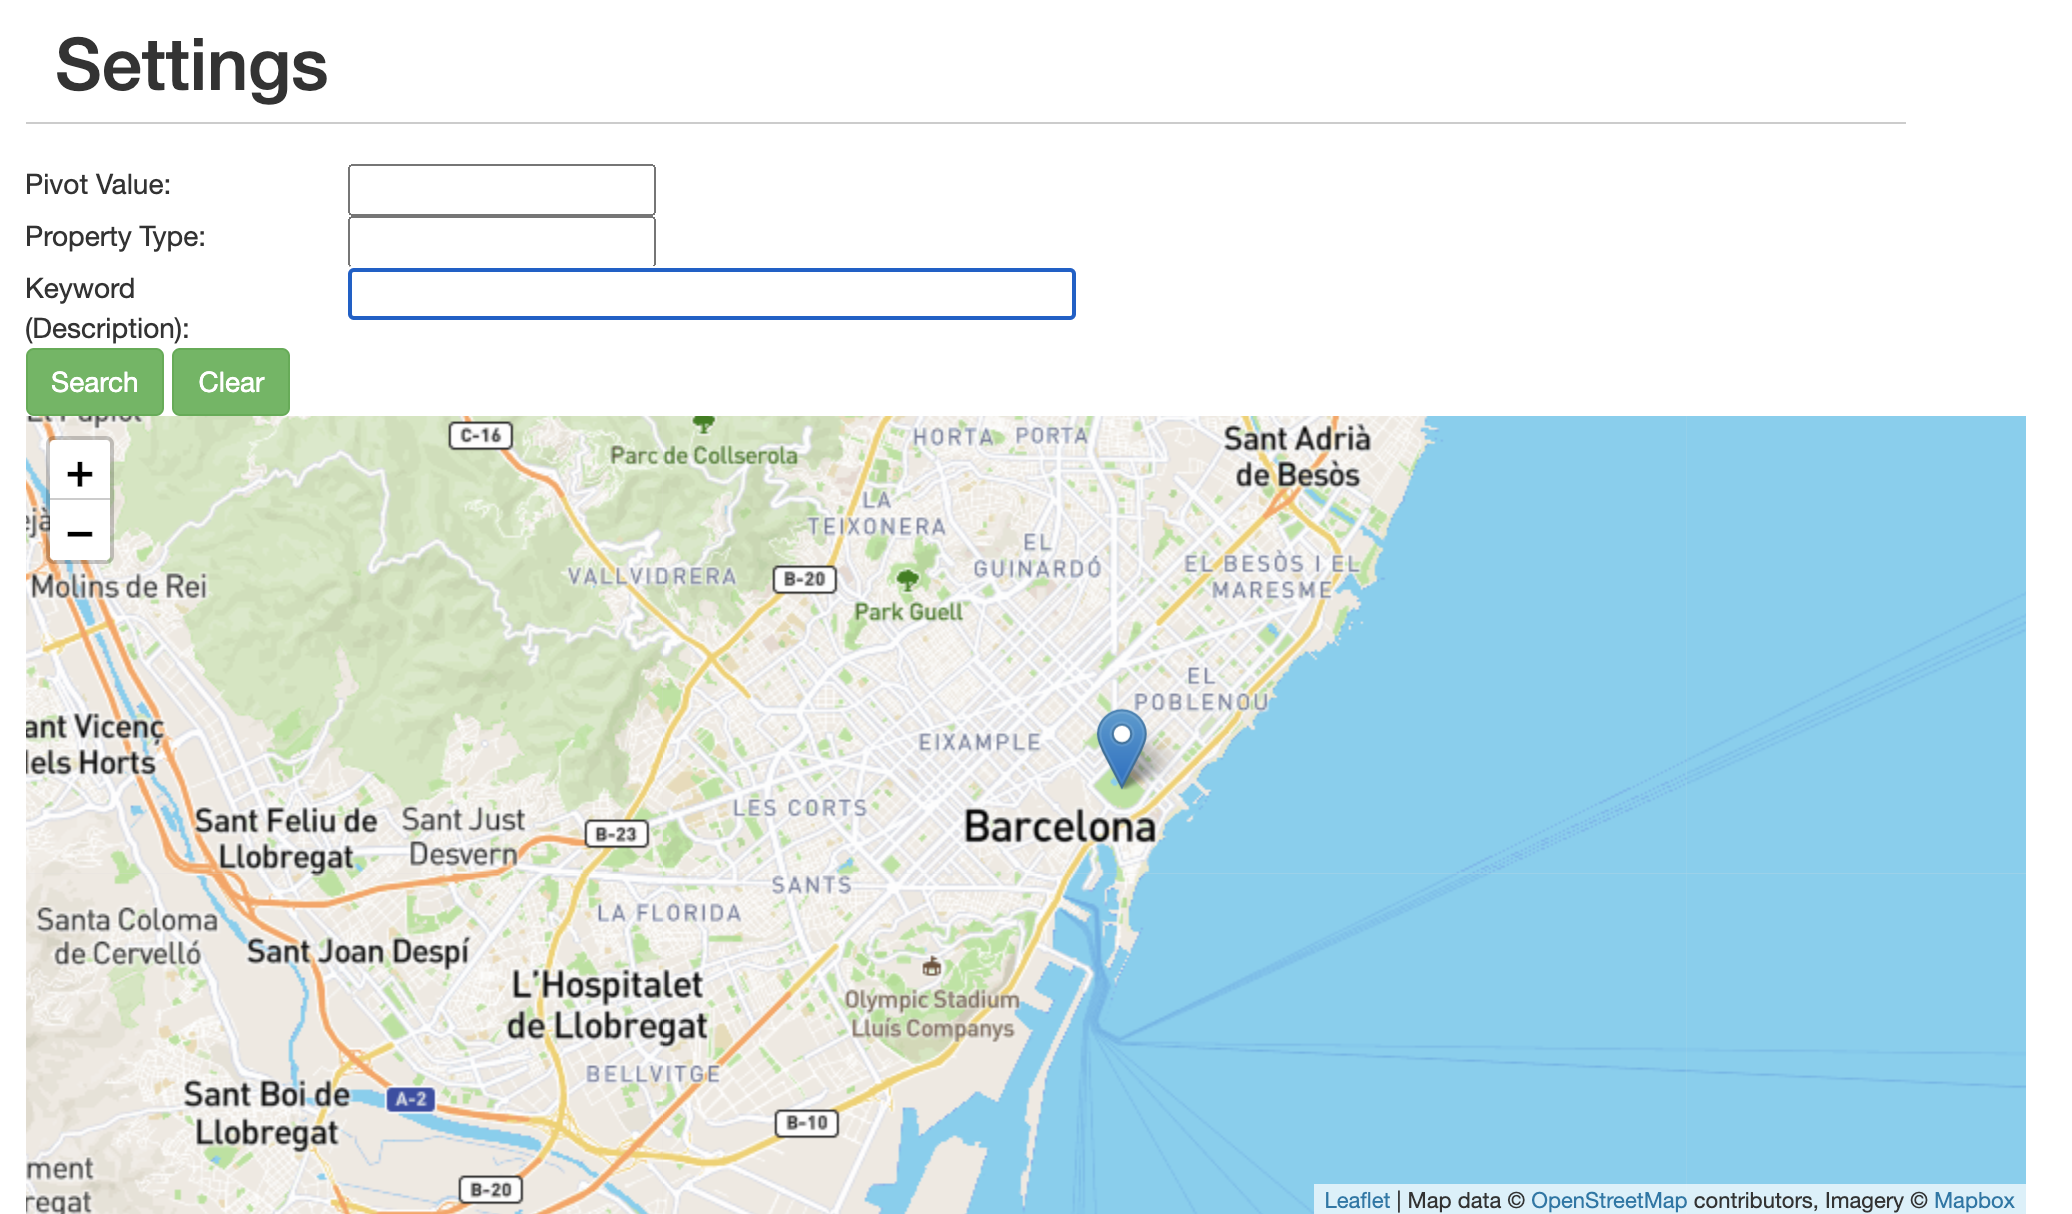 Settings
Pivot Value:
Property Type:
Keyword
(Description):
Search Clear
C-16
Parc de Collserola
HORTA PORTA
Sant Adrià
de Besòs
+
−
LA
TEIXONERA
EL
GUINARDÓ
EL BESÒS I EL
MARESME
Molins de Rei
VALLVIDRERA
B-20
Park Guell
EL
POBLENOU
ant Vicenç
els Horts
EIXAMPLE
LES CORTS
Barcelona
Sant Feliu de
Llobregat
Sant Just
Desvern
B-23
SANTS
LA FLORIDA
Santa Coloma
de Cervelló
Sant Joan Despí
L'Hospitalet
de Llobregat
Olympic Stadium
Lluís Companys
BELLVITGE
Sant Boi de
Llobregat
A-2
B-10
ment
regat
B-20
Leaflet | Map data © OpenStreetMap contributors, Imagery © Mapbox